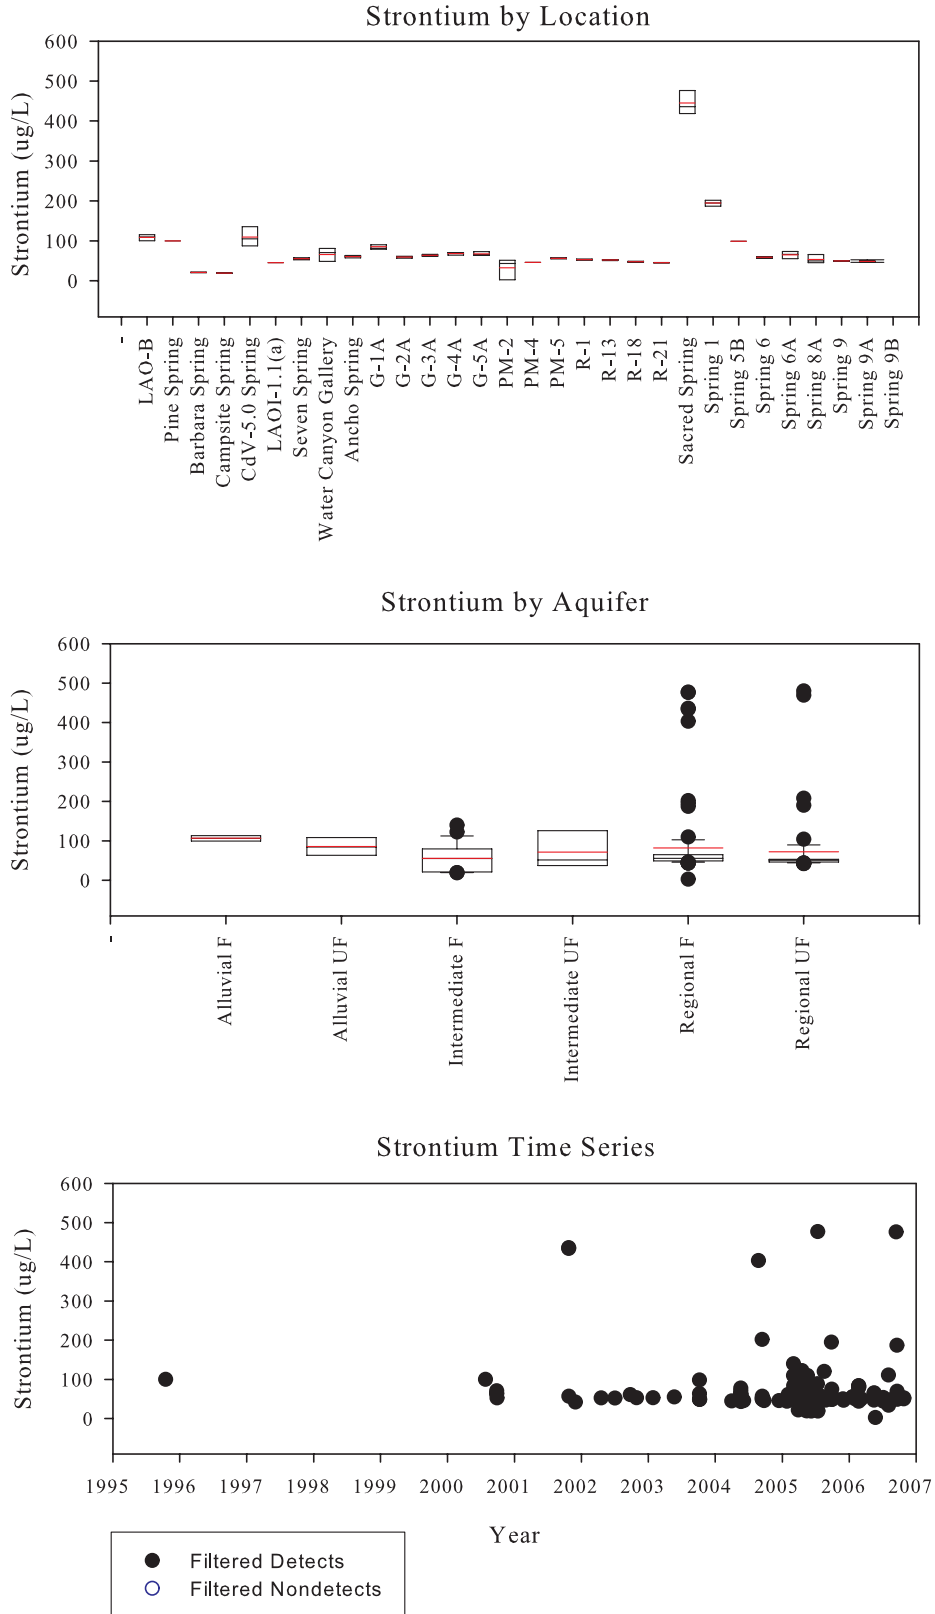 Strontium by Location
Strontium (ug/L)
600
500
400
300
200
100
0
-
LAO-B
Pine Spring
Barbara Spring
Campsite Spring
CdV-5.0 Spring
LAOI-1.1(a)
Seven Spring
Water Canyon Gallery
Ancho Spring
G-1A
G-2A
G-3A
G-4A
G-5A
PM-2
PM-4
PM-5
R-1
R-13
R-18
R-21
Sacred Spring
Spring 1
Spring 5B
Spring 6
Spring 6A
Spring 8A
Spring 9
Spring 9A
Spring 9B
Strontium by Aquifer
Strontium (ug/L)
600
500
400
300
200
100
0
-
Alluvial F
Alluvial UF
Intermediate F
Intermediate UF
Regional F
Regional UF
Strontium Time Series
Strontium (ug/L)
600
500
400
300
200
100
0
1995 1996 1997 1998 1999 2000 2001 2002 2003 2004 2005 2006 2007
Year
Filtered Detects
Filtered Nondetects